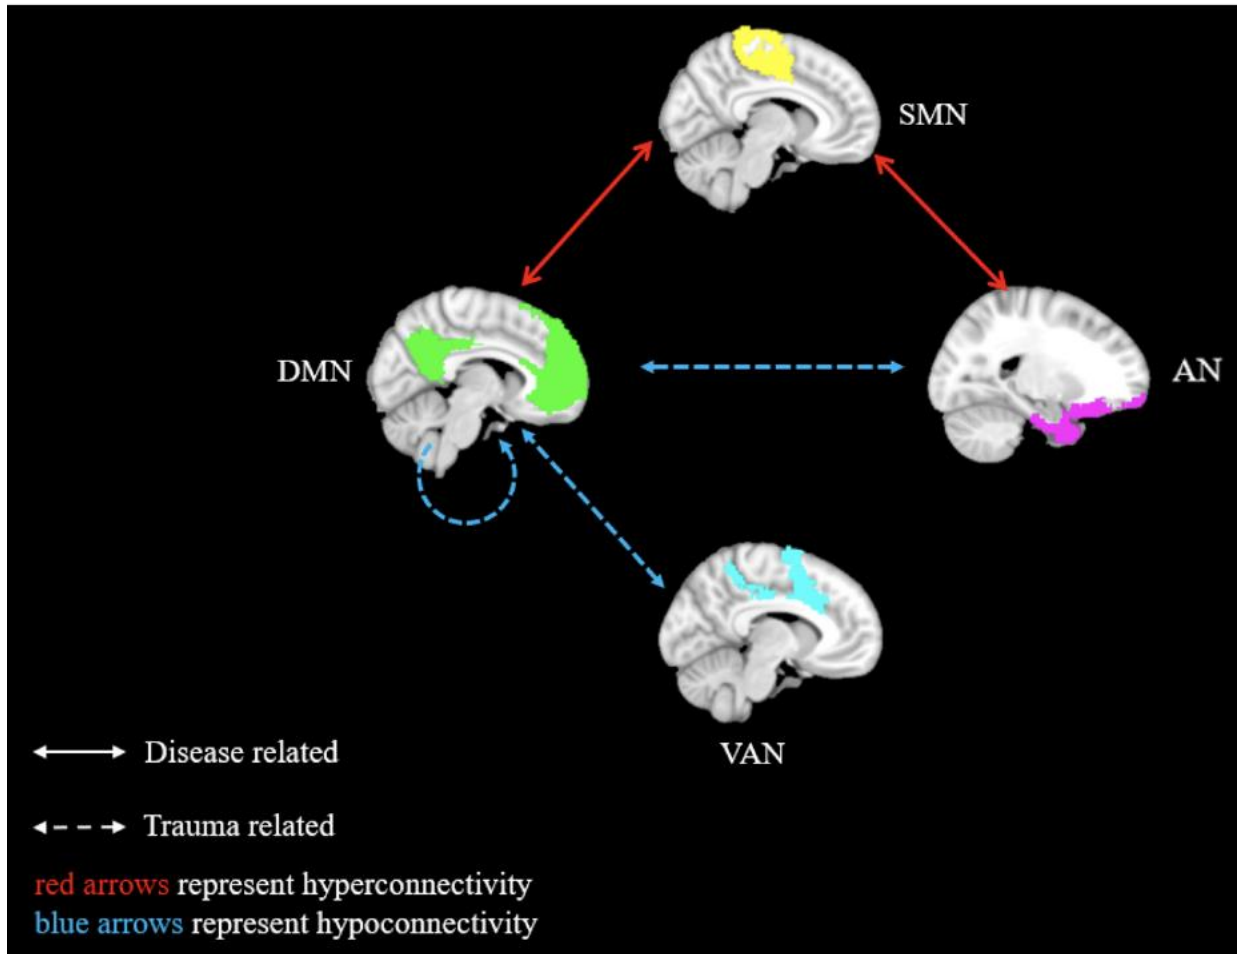 SMN
DMN
AN
VAN
Disease related
Trauma related
red arrows represent hyperconnectivity
blue arrows represent hypoconnectivity